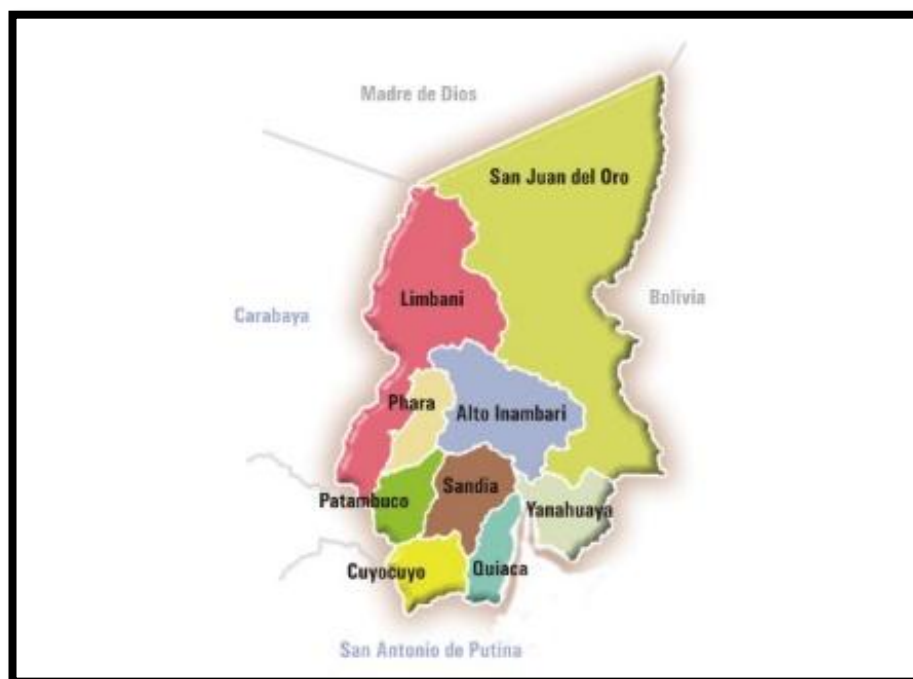 Madre de Dios
San Juan del Oro
Limbani
Bolivia
Carabaya
Phara
Alto Inambari
Sandia
Patambuco
Yanahuaya
Cuyocuyo
Quiaca
San Antonio de Putina